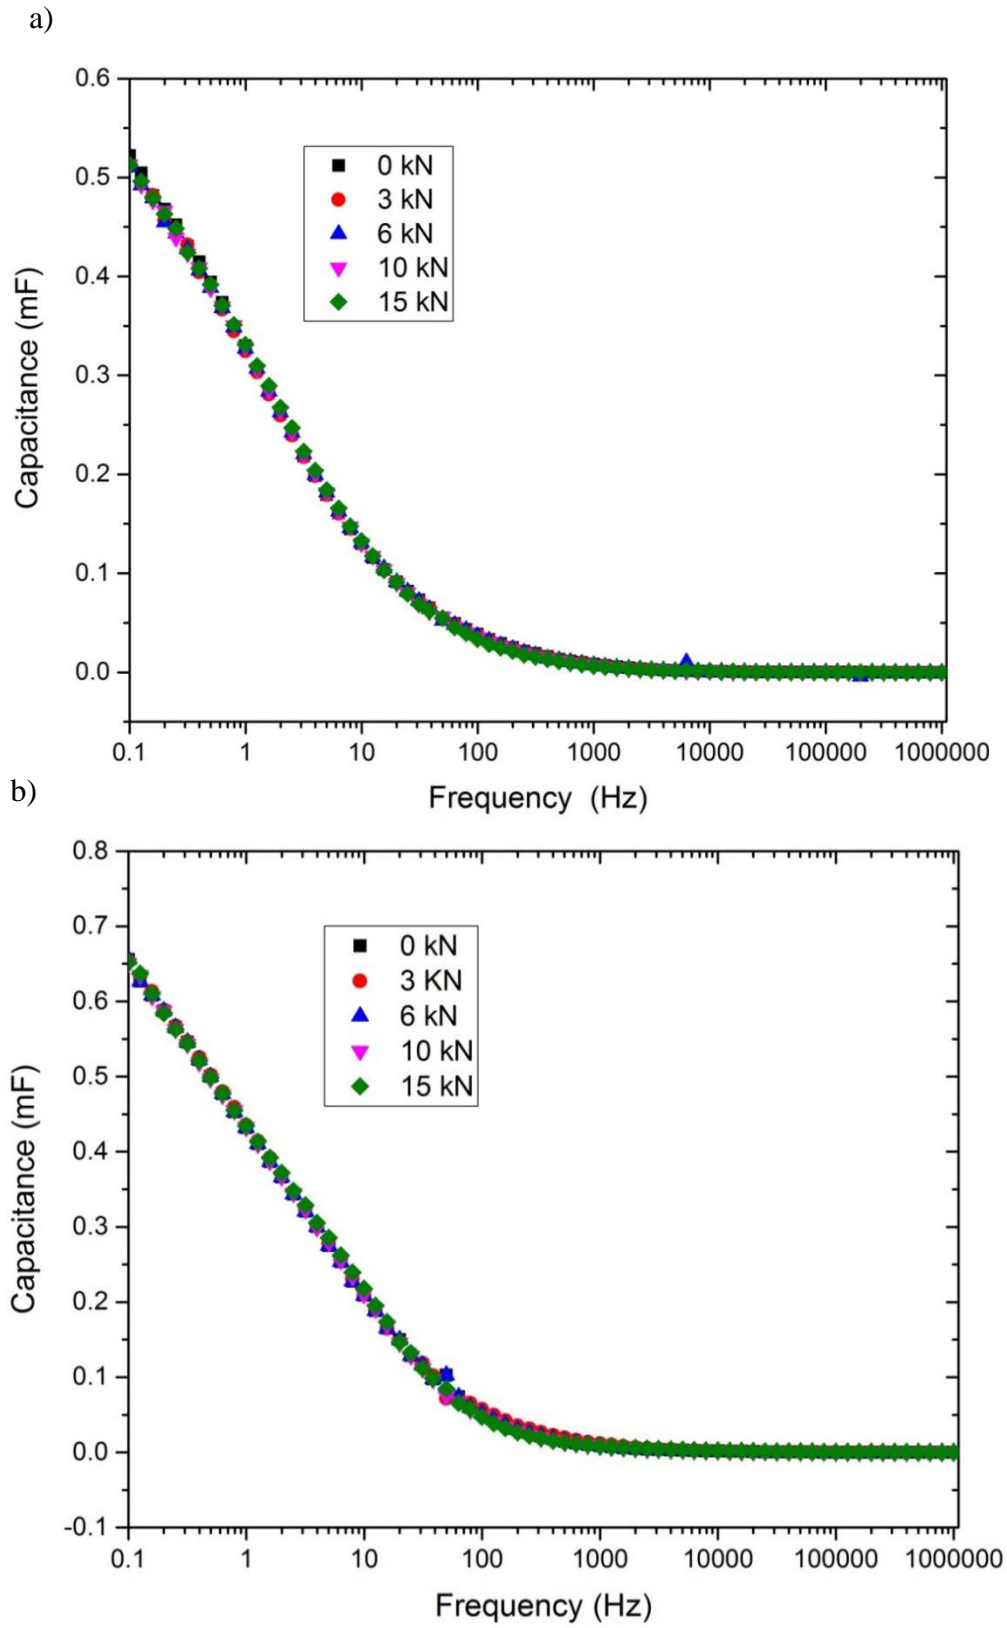 a)
0.6
0.5
0.4
0.3
0.2
0.1
0.0
Capacitance (mF)
0 kN
3 kN
6 kN
10 kN
15 kN
0.1 1 10 100 1000 10000 100000 1000000
Frequency (Hz)
b)
0.8
0.7
0.6
0.5
0.4
0.3
0.2
0.1
0.0
-0.1
Capacitance (mF)
0 kN
3 KN
6 kN
10 kN
15 kN
0.1 1 10 100 1000 10000 100000 1000000
Frequency (Hz)